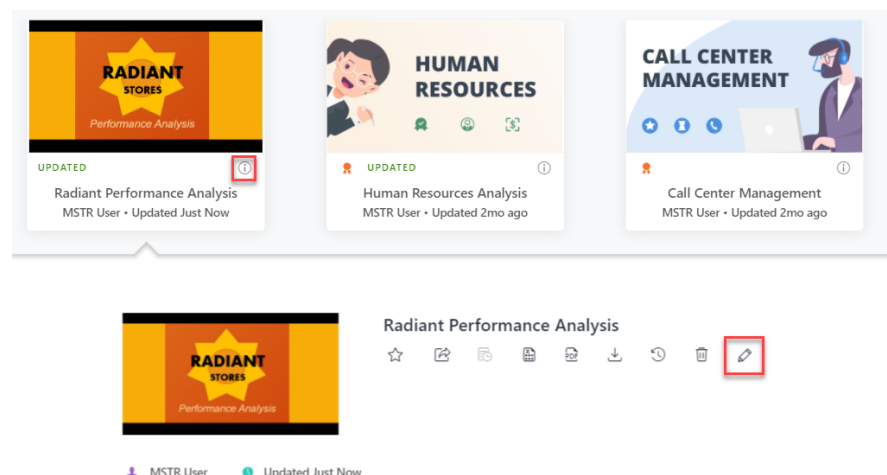 RADIANT
STORES
Performance Analysis
HUMAN
RESOURCES
CALL CENTER
MANAGEMENT
UPDATED
Radiant Performance Analysis
MSTR User • Updated Just Now
UPDATED
Human Resources Analysis
MSTR User • Updated 2mo ago
Call Center Management
MSTR User • Updated 2mo ago
RADIANT
STORES
Performance Analysis
Radiant Performance Analysis
PDF
MSTR User Updated Just Now